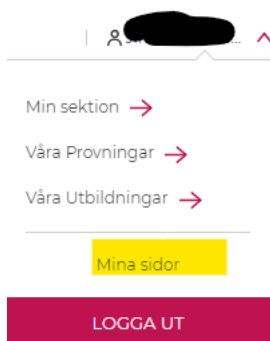 Min sektion
Våra Provningar
Våra Utbildningar
Mina sidor
LOGGA UT